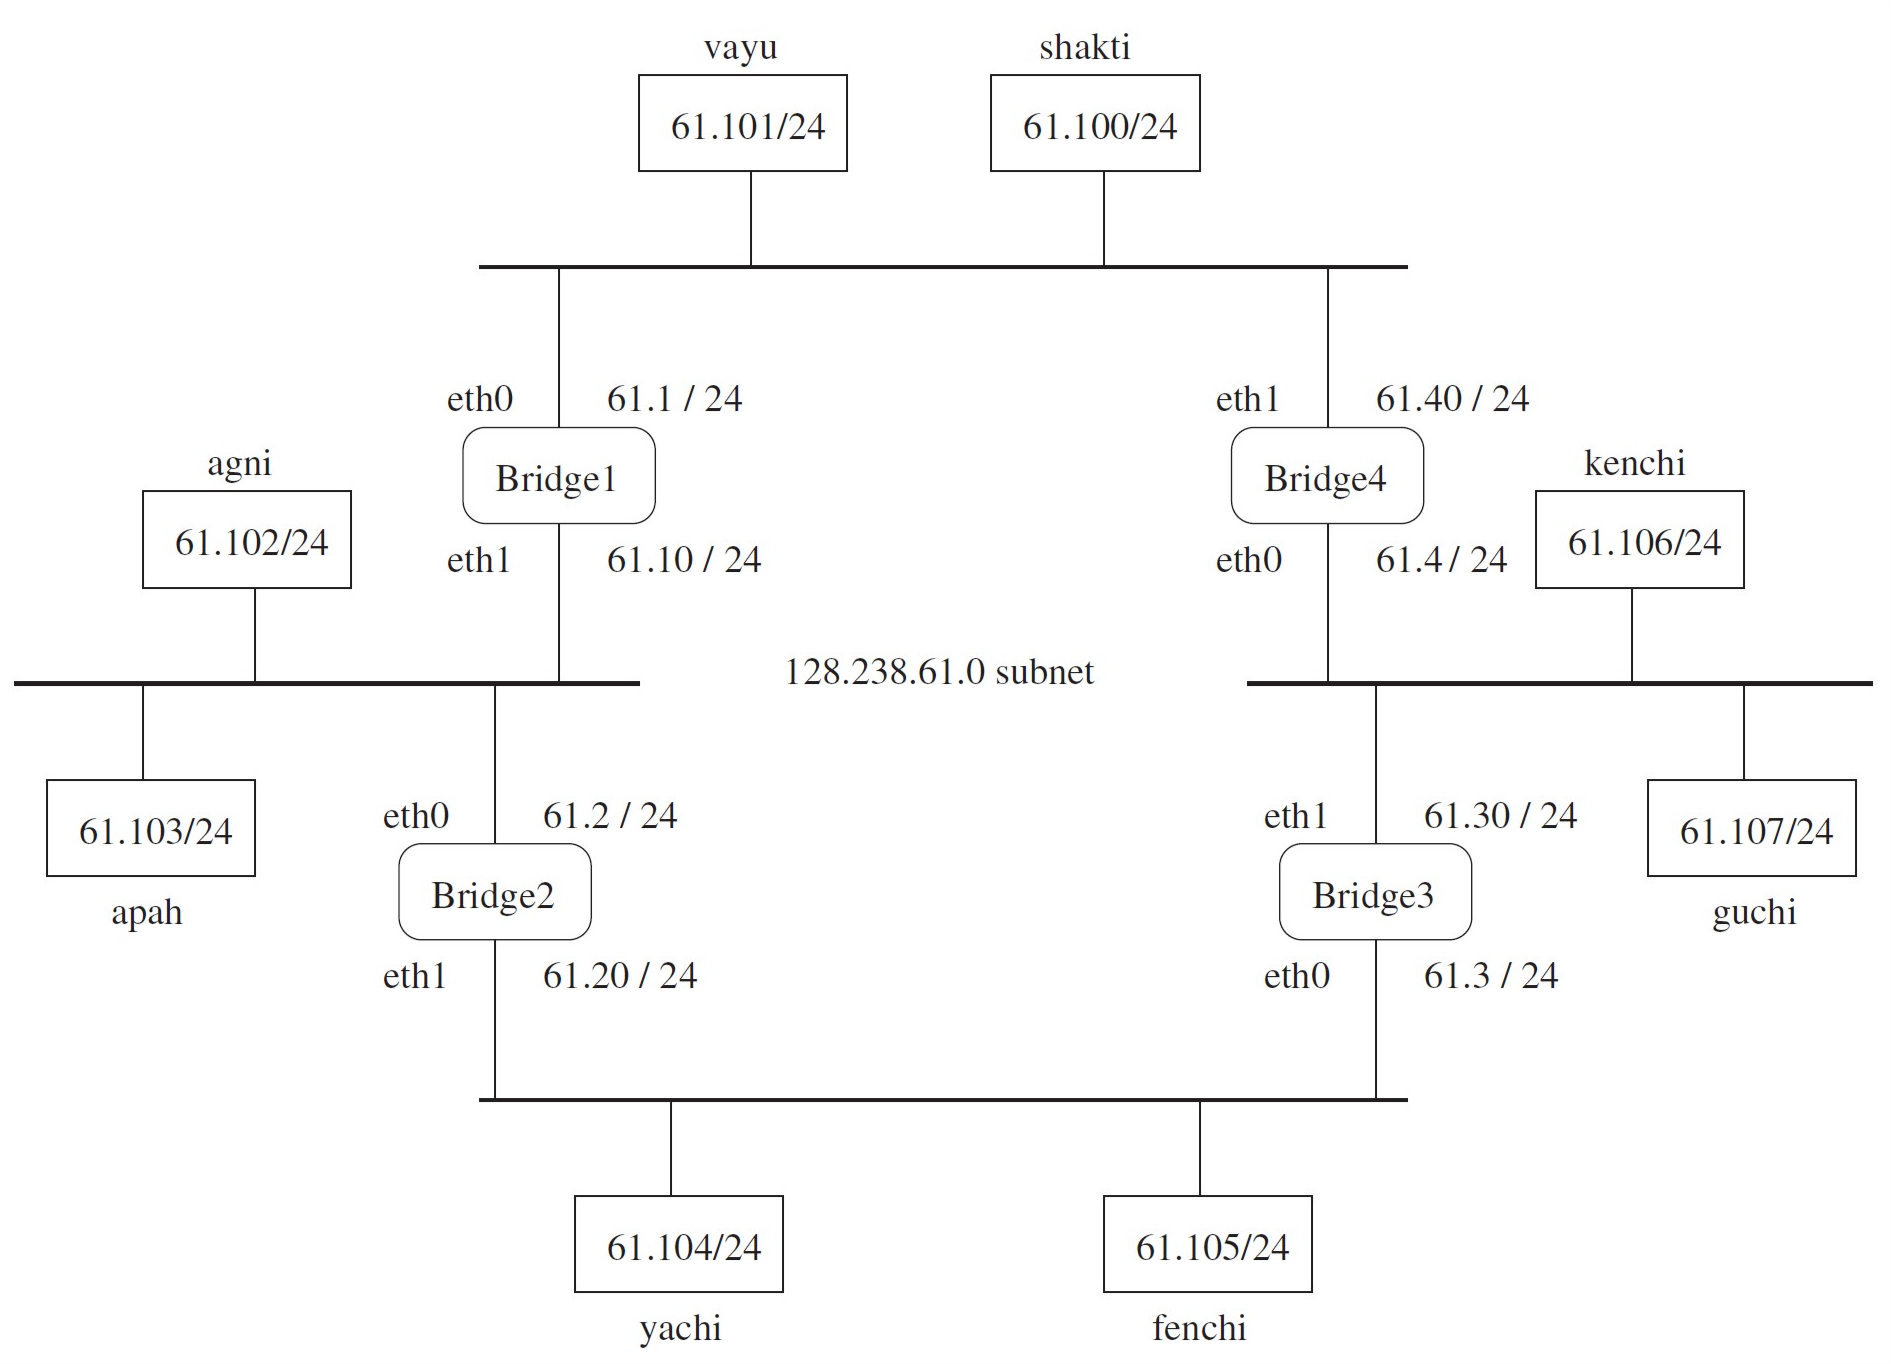 vayu
shakti
61.101/24
61.100/24
eth0
61.1 / 24
eth1
61.40 / 24
agni
Bridge1
Bridge4
kenchi
61.102/24
eth1
61.10 / 24
eth0
61.4 / 24
61.106/24
128.238.61.0 subnet
61.103/24
eth0
61.2 / 24
eth1
61.30 / 24
61.107/24
apah
Bridge2
Bridge3
guchi
eth1
61.20 / 24
eth0
61.3 / 24
61.104/24
61.105/24
yachi
fenchi